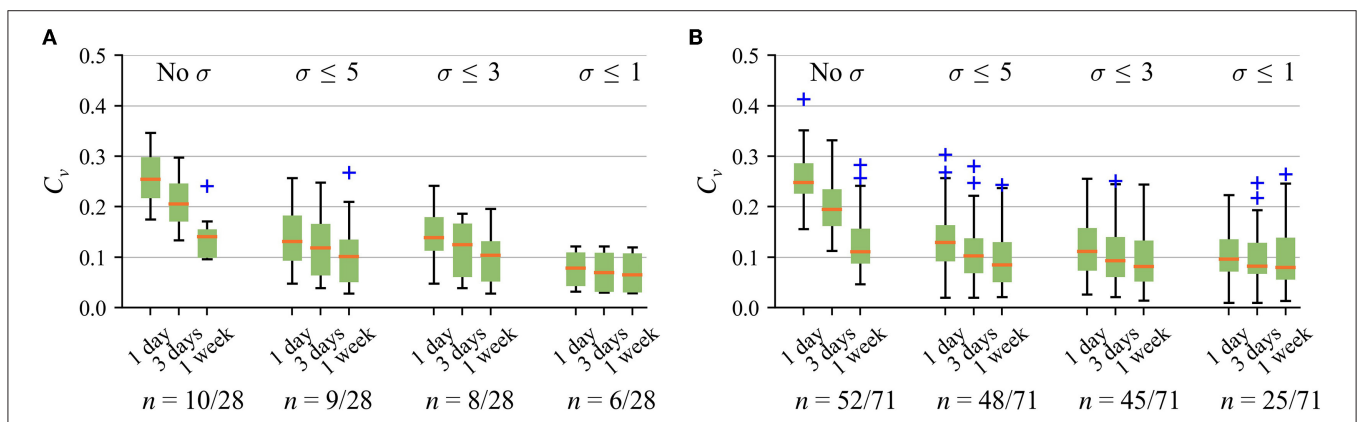 A
B
No σ σ ≤ 5 σ ≤ 3 σ ≤ 1
No σ σ ≤ 5 σ ≤ 3 σ ≤ 1
0.5
0.4
0.3
0.2
0.1
0.0
Cv
0.5
0.4
0.3
0.2
0.1
0.0
Cv
1 day 3 days 1 week 1 day 3 days 1 week 1 day 3 days 1 week 1 day 3 days 1 week
1 day 3 days 1 week 1 day 3 days 1 week 1 day 3 days 1 week 1 day 3 days 1 week
n = 10/28 n = 9/28 n = 8/28 n = 6/28
n = 52/71 n = 48/71 n = 45/71 n = 25/71